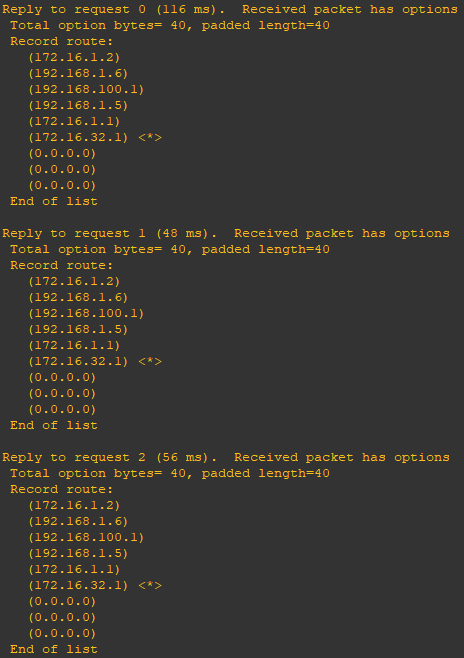 Reply to request 0 (116 ms).  Received packet has options
 Total option bytes= 40, padded length=40
 Record route:
   (172.16.1.2)
   (192.168.1.6)
   (192.168.100.1)
   (192.168.1.5)
   (172.16.1.1)
   (172.16.32.1) <*>
   (0.0.0.0)
   (0.0.0.0)
   (0.0.0.0)
 End of list

Reply to request 1 (48 ms).  Received packet has options
 Total option bytes= 40, padded length=40
 Record route:
   (172.16.1.2)
   (192.168.1.6)
   (192.168.100.1)
   (192.168.1.5)
   (172.16.1.1)
   (172.16.32.1) <*>
   (0.0.0.0)
   (0.0.0.0)
   (0.0.0.0)
 End of list

Reply to request 2 (56 ms).  Received packet has options
 Total option bytes= 40, padded length=40
 Record route:
   (172.16.1.2)
   (192.168.1.6)
   (192.168.100.1)
   (192.168.1.5)
   (172.16.1.1)
   (172.16.32.1) <*>
   (0.0.0.0)
   (0.0.0.0)
   (0.0.0.0)
 End of list